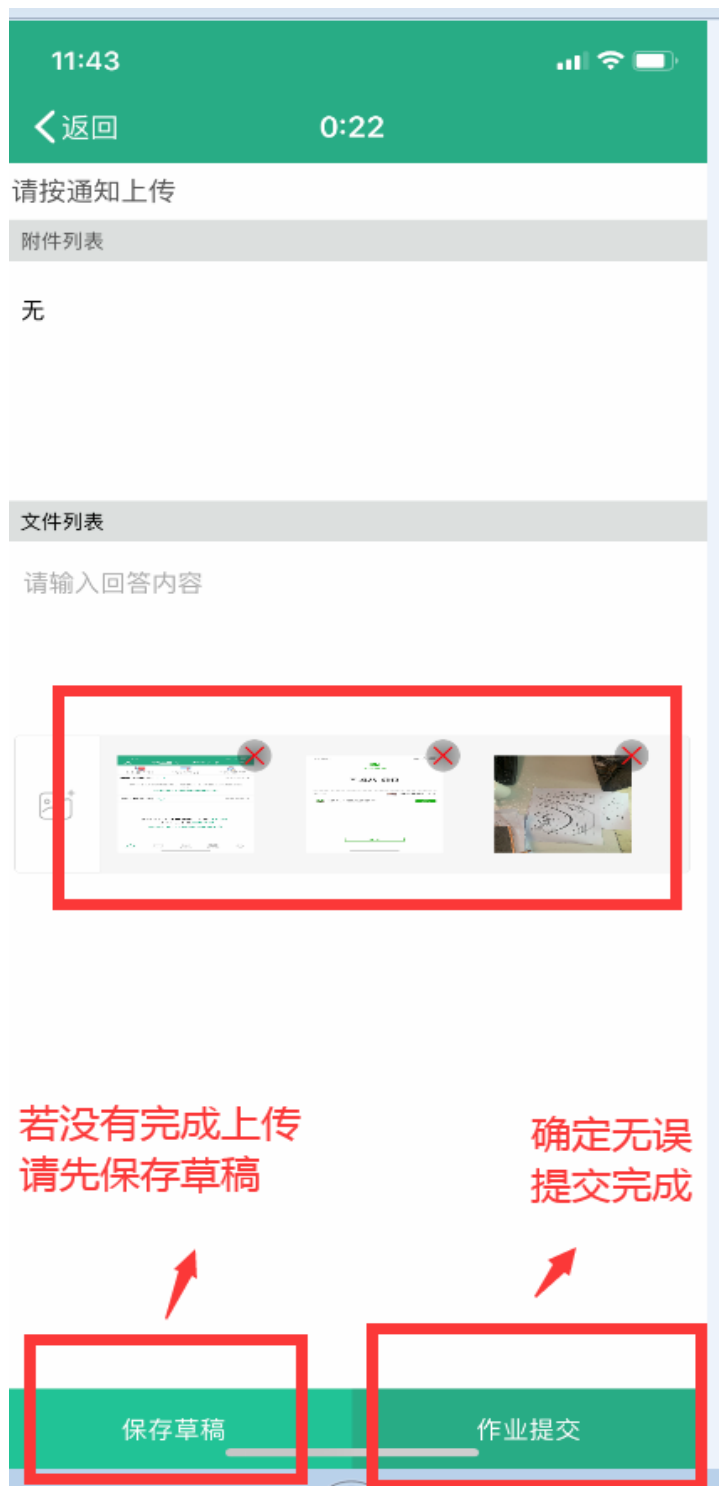 11:43
返回
0:22
请按通知上传
附件列表
无
文件列表
请输入回答内容
若没有完成上传
请先保存草稿
确定无误
提交完成
保存草稿
作业提交